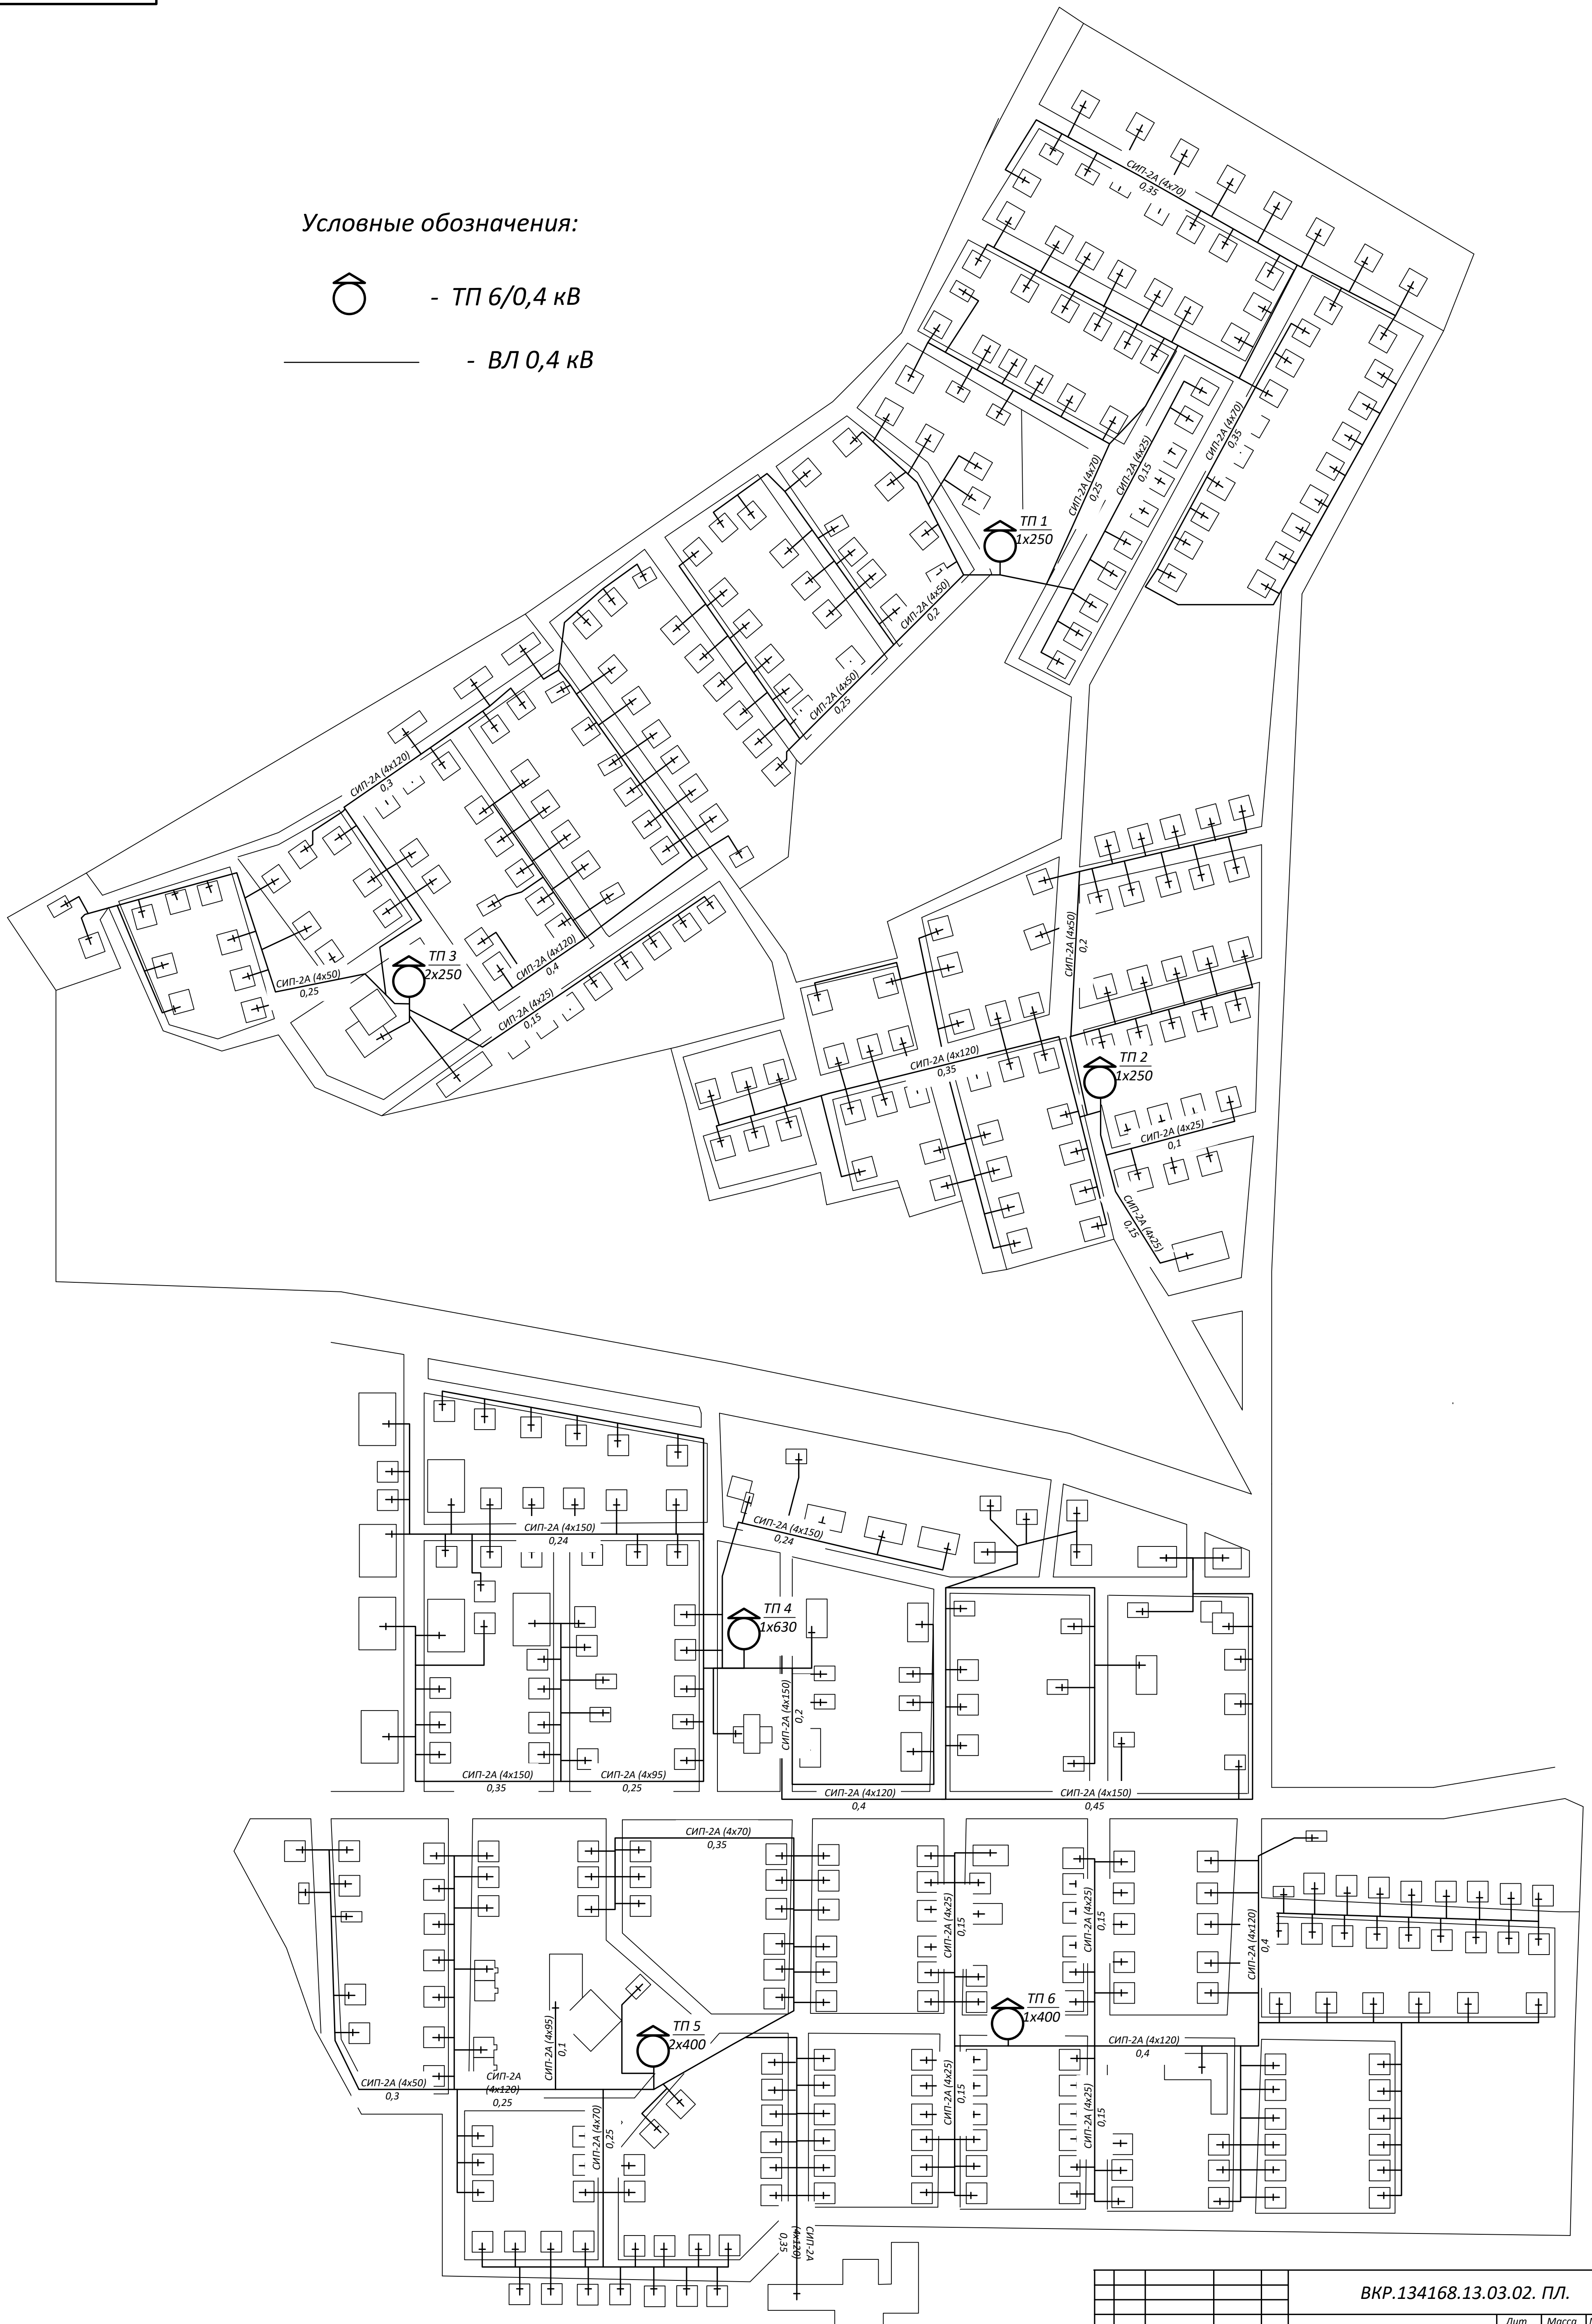 Условные обозначения:
- ТП 6/0,4 кВ
- ВЛ 0,4 кВ
СИП-2А (4х70)
0,35
СИП-2А (4х70)
0,35
СИП-2А (4х25)
0,15
СИП-2А (4х70)
0,25
ТП 1
1х250
СИП-2А (4х50)
0,2
СИП-2А (4х50)
0,25
СИП-2А (4х120)
0,3
ТП 3
2х250
СИП-2А (4х50)
0,25
СИП-2А (4х120)
0,4
СИП-2А (4х25)
0,15
СИП-2А (4х50)
0,2
СИП-2А (4х120)
0,35
ТП 2
1х250
СИП-2А (4х25)
0,1
СИП-2А (4х25)
0,15
СИП-2А (4х150)
0,24
СИП-2А (4х150)
0,24
ТП 4
1х630
СИП-2А (4х150)
0,2
СИП-2А (4х150)
0,35
СИП-2А (4х95)
0,25
СИП-2А (4х120)
0,4
СИП-2А (4х150)
0,45
СИП-2А (4х70)
0,35
СИП-2А (4х25)
0,15
СИП-2А (4х25)
0,15
СИП-2А (4х120)
0,4
ТП 6
1х400
ТП 5
2х400
СИП-2А (4х95)
0,1
СИП-2А (4х120)
0,4
СИП-2А (4х50)
0,3
СИП-2А
(4х120)
0,25
СИП-2А (4х70)
0,25
СИП-2А (4х25)
0,15
СИП-2А (4х25)
0,15
СИП-2А
(4х120)
0,35
ВКР.134168.13.03.02. ПЛ.
Лит. Масса